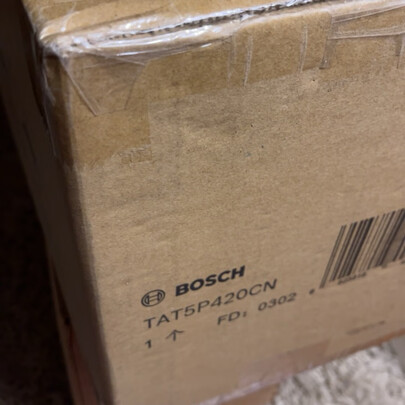 BOSCH
TAT5P420CN
1 ↑ FD: 0302